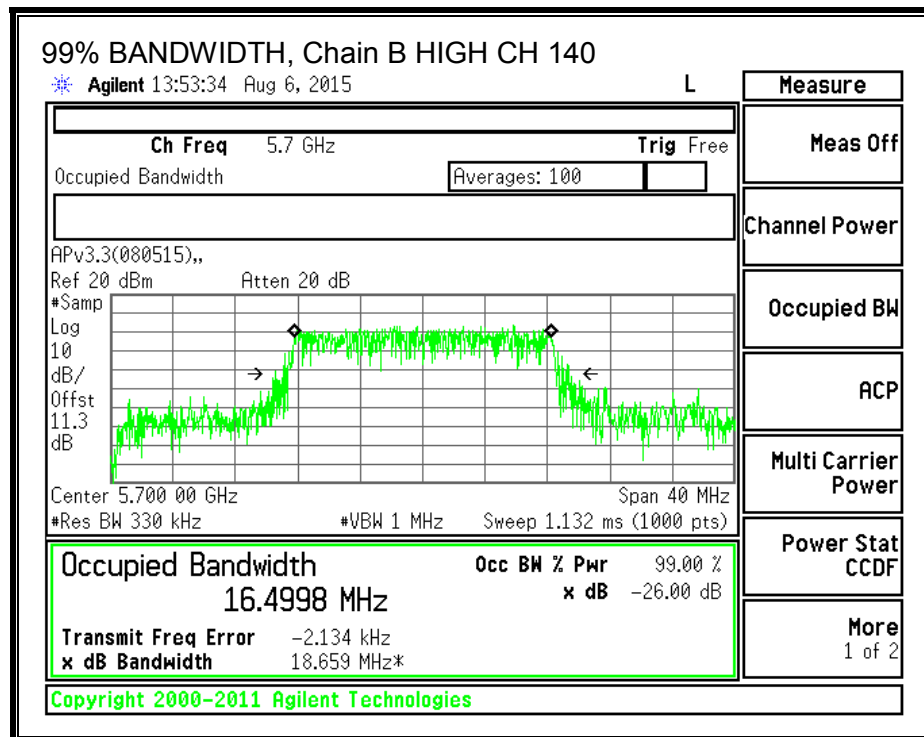 99% BANDWIDTH, Chain B HIGH CH 140
Agilent 13:53:34 Aug 6, 2015 L
Measure
Ch Freq 5.7 GHz Trig Free
Occupied Bandwidth Averages: 100
APv3.3(080515),,
Ref 20 dBm Atten 20 dB
#Samp
Log
10
dB/
Offst
11.3
dB
Center 5.700 00 GHz Span 40 MHz
#Res BW 330 kHz #VBW 1 MHz Sweep 1.132 ms (1000 pts)
Occupied Bandwidth Occ BW % Pwr 99.00 %
16.4998 MHz x dB -26.00 dB
Transmit Freq Error -2.134 kHz
x dB Bandwidth 18.659 MHz*
Copyright 2000-2011 Agilent Technologies
Meas Off
Channel Power
Occupied BW
ACP
Multi Carrier
Power
Power Stat
CCDF
More
1 of 2